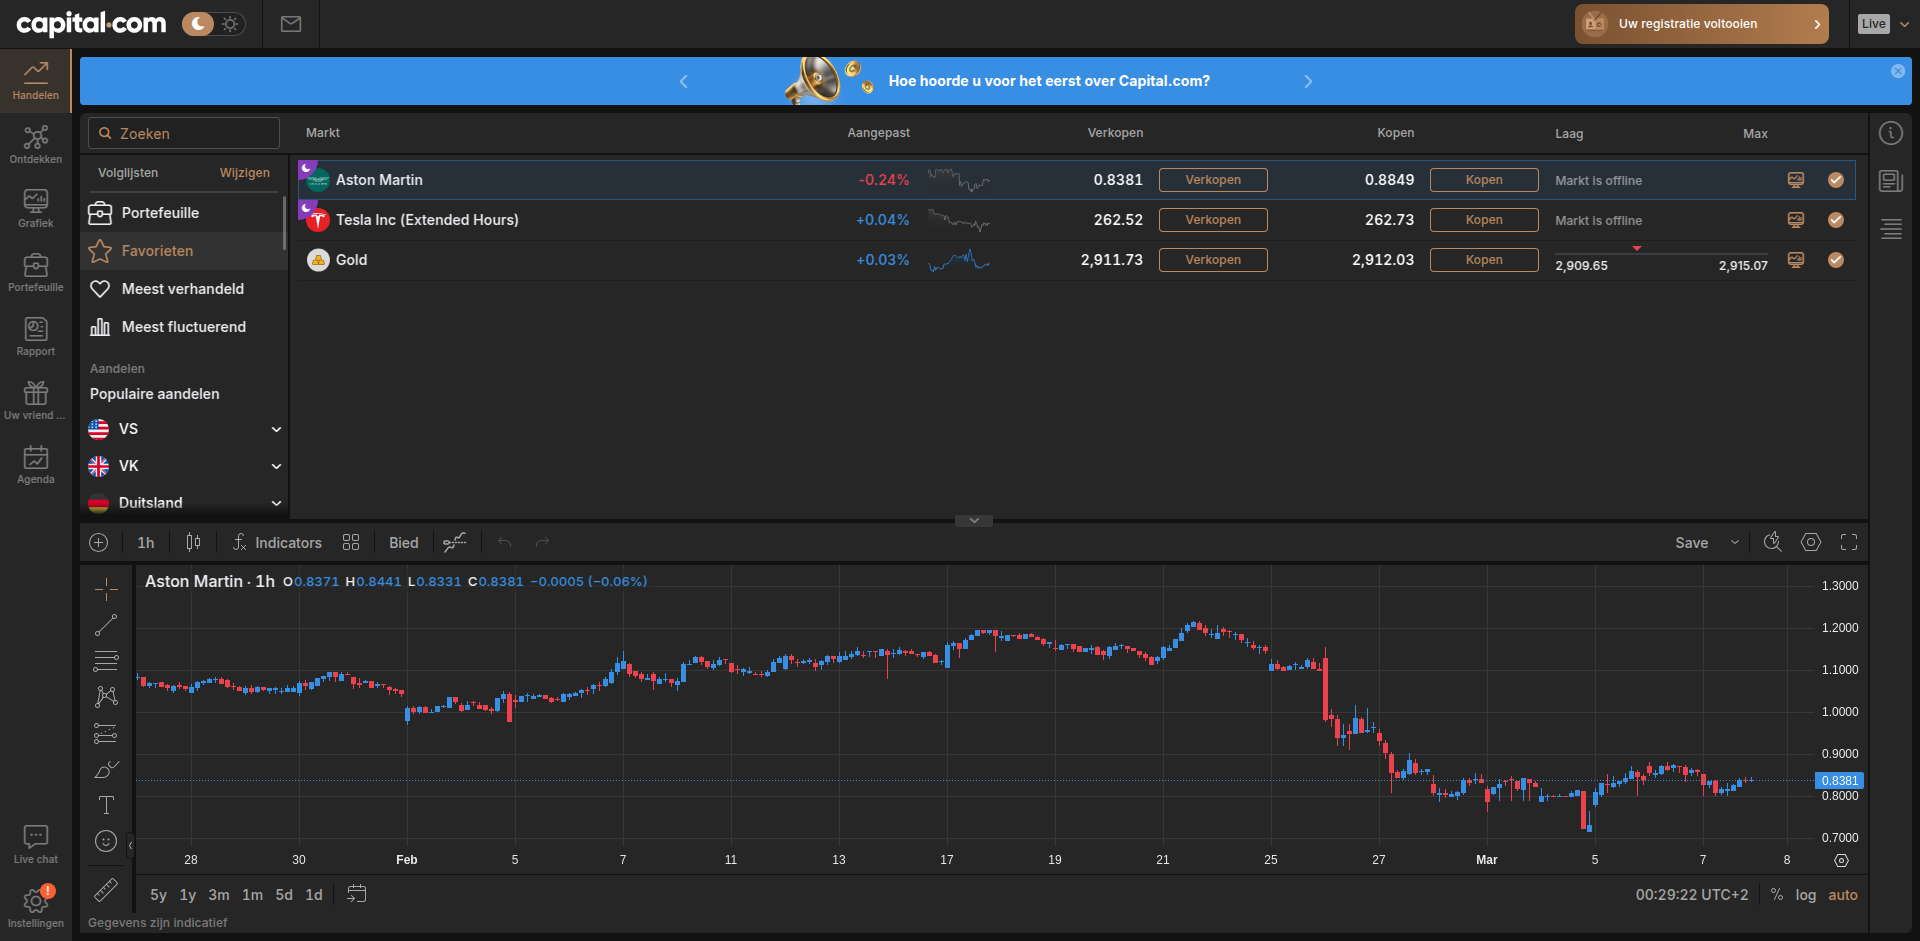 capital.com
Uw registratie voltooien
Live
Handelen
Ontdekken
Grafiek
Portefeuille
Rapport
Uw vriend ...
Agenda
Live chat
Instellingen
Hoe hoorde u voor het eerst over Capital.com?
Zoeken
Markt Aangepast Verkopen Kopen Laag Max
Volglijsten Wijzigen
Portefeuille
Favorieten
Meest verhandeld
Meest fluctuerend
Aandelen
Populaire aandelen
VS
VK
Duitsland
Aston Martin -0.24% 0.8381 Verkopen 0.8849 Kopen Markt is offline
Tesla Inc (Extended Hours) +0.04% 262.52 Verkopen 262.73 Kopen Markt is offline
Gold +0.03% 2,911.73 Verkopen 2,912.03 Kopen 2,909.65 2,915.07
1h Indicators Bied Save
Aston Martin · 1h O0.8371 H0.8441 L0.8331 C0.8381 −0.0005 (−0.06%)
1.3000
1.2000
1.1000
1.0000
0.9000
0.8381
0.8000
0.7000
28 30 Feb 5 7 11 13 17 19 21 25 27 Mar 5 7 8
5y 1y 3m 1m 5d 1d 00:29:22 UTC+2 % log auto
Gegevens zijn indicatief